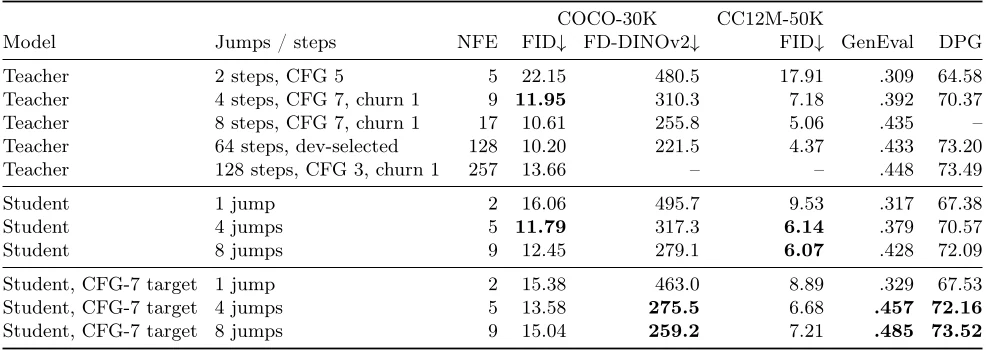 COCO-30K CC12M-50K
Model Jumps / steps NFE FID↓ FD-DINOv2↓ FID↓ GenEval DPG
Teacher 2 steps, CFG 5 5 22.15 480.5 17.91 .309 64.58
Teacher 4 steps, CFG 7, churn 1 9 11.95 310.3 7.18 .392 70.37
Teacher 8 steps, CFG 7, churn 1 17 10.61 255.8 5.06 .435 –
Teacher 64 steps, dev-selected 128 10.20 221.5 4.37 .433 73.20
Teacher 128 steps, CFG 3, churn 1 257 13.66 – – .448 73.49
Student 1 jump 2 16.06 495.7 9.53 .317 67.38
Student 4 jumps 5 11.79 317.3 6.14 .379 70.57
Student 8 jumps 9 12.45 279.1 6.07 .428 72.09
Student, CFG-7 target 1 jump 2 15.38 463.0 8.89 .329 67.53
Student, CFG-7 target 4 jumps 5 13.58 275.5 6.68 .457 72.16
Student, CFG-7 target 8 jumps 9 15.04 259.2 7.21 .485 73.52